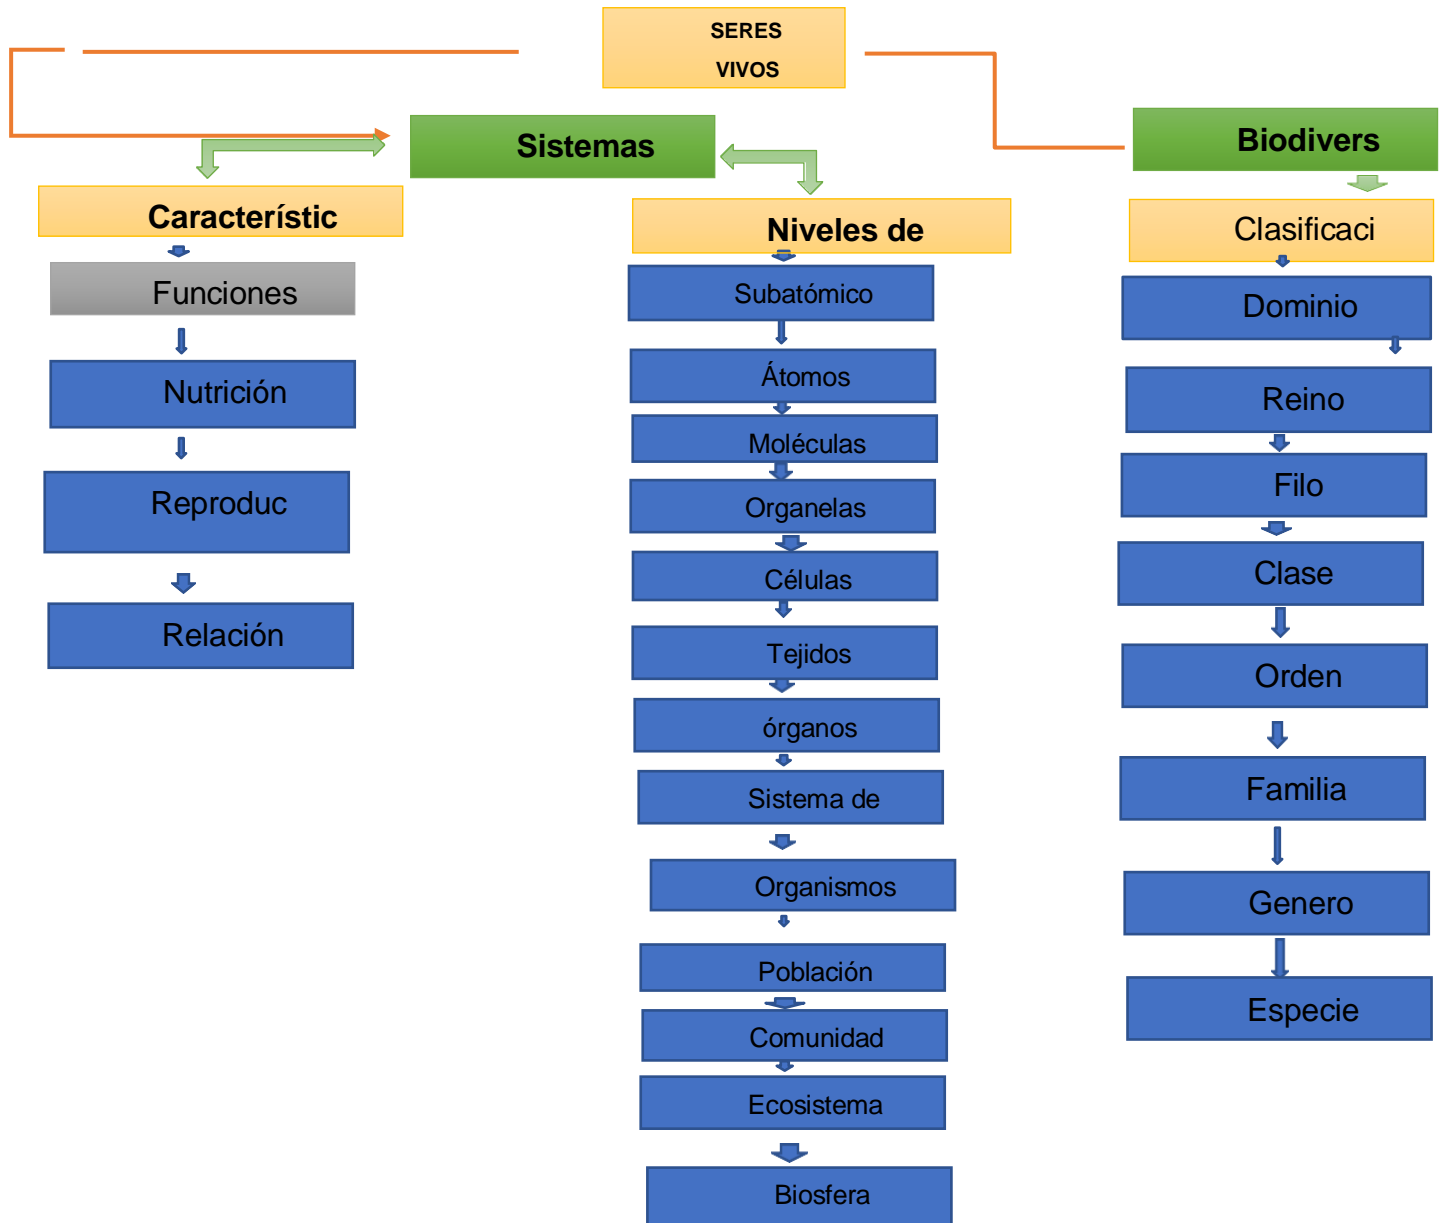 SERES
VIVOS
Sistemas
Biodivers
Característic
Funciones
Nutrición
Reproduc
Relación
Niveles de
Subatómico
Átomos
Moléculas
Organelas
Células
Tejidos
órganos
Sistema de
Organismos
Población
Comunidad
Ecosistema
Biosfera
Clasificaci
Dominio
Reino
Filo
Clase
Orden
Familia
Genero
Especie